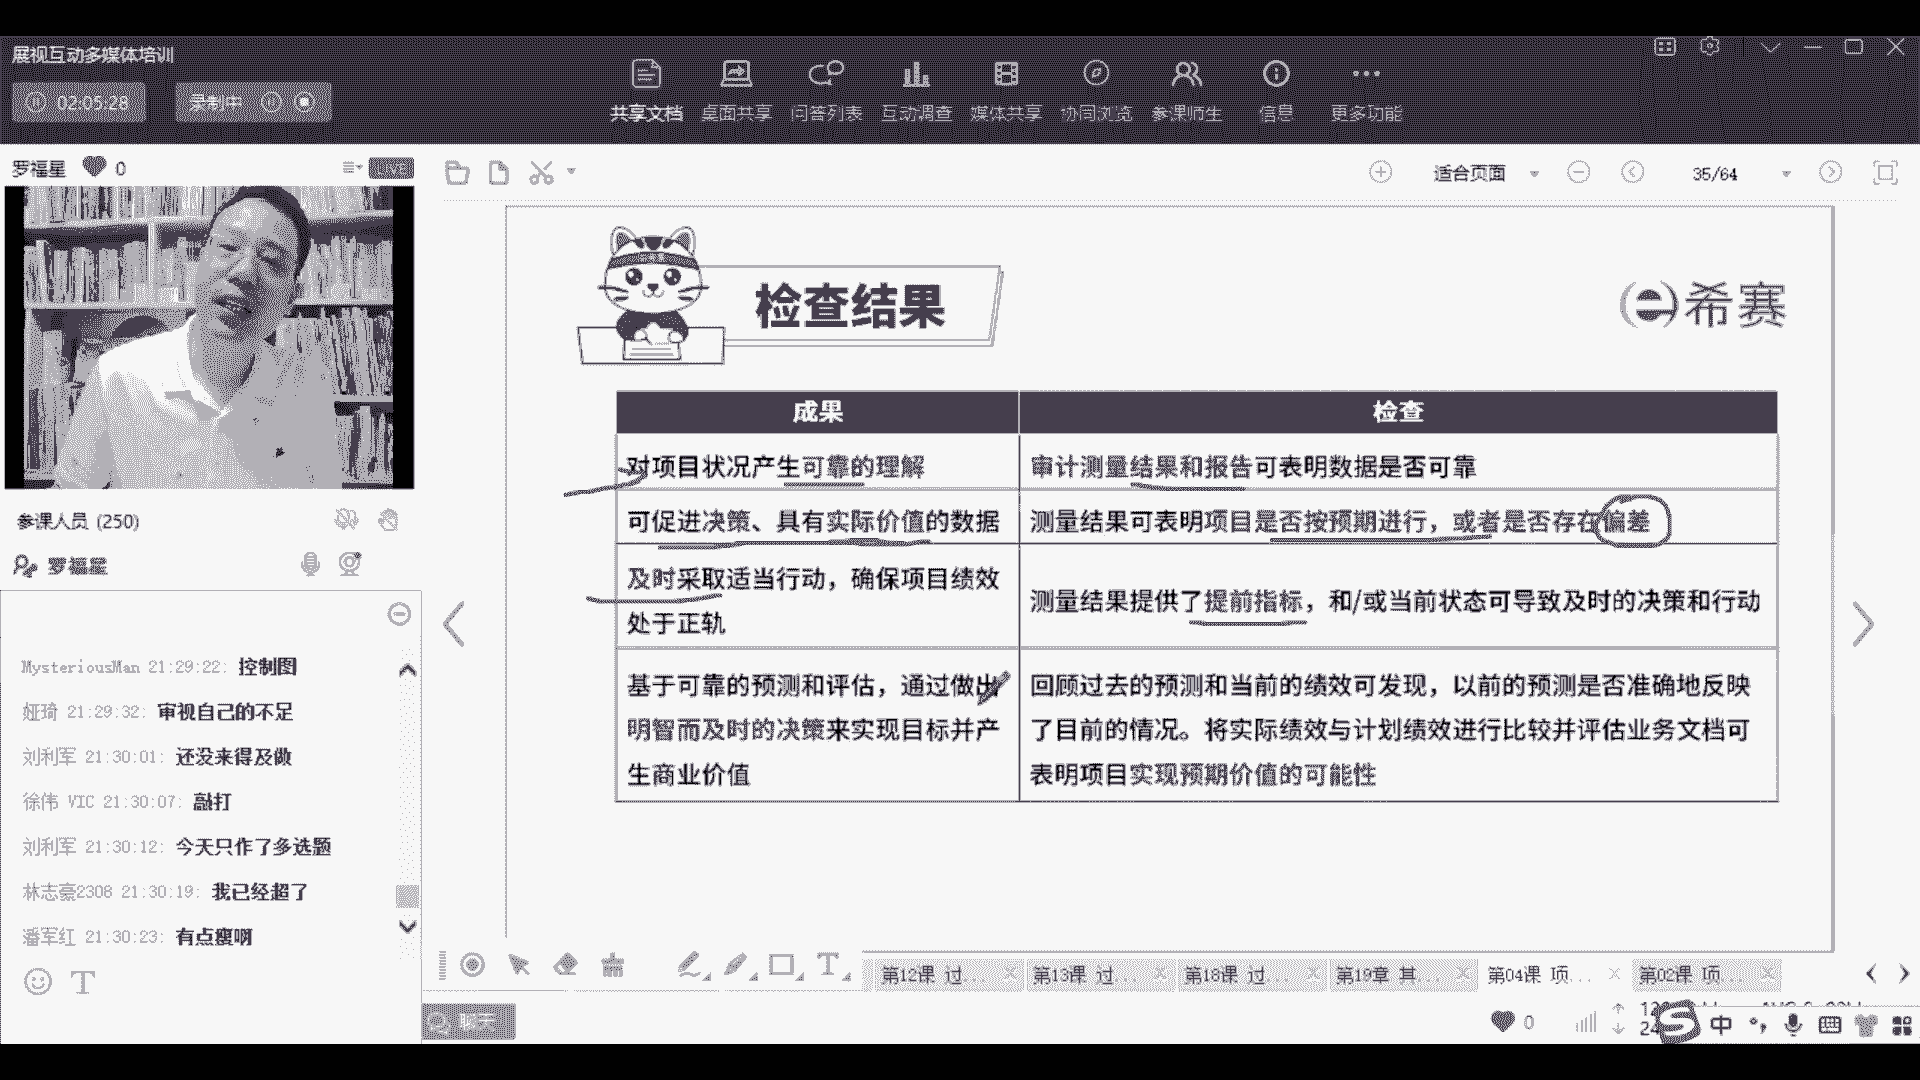 展视互动多媒体培训
02:05:28
录制中
共享文档
桌面共享
问答列表
互动调查
媒体共享
协同浏览
参课师生
信息
更多功能
罗福星 0
LIVE
适合页面
35/64
检查结果
希赛
成果 检查
对项目状况产生可靠的理解
审计测量结果和报告可表明数据是否可靠
可促进决策、具有实际价值的数据
测量结果可表明项目是否按预期进行，或者是否存在偏差
及时采取适当行动，确保项目绩效
处于正轨
测量结果提供了提前指标，和/或当前状态可导致及时的决策和行动
基于可靠的预测和评估，通过做出
明智而及时的决策来实现目标并产
生商业价值
回顾过去的预测和当前的绩效可发现，以前的预测是否准确地反映
了目前的情况。将实际绩效与计划绩效进行比较并评估业务文档可
表明项目实现预期价值的可能性
参课人员 (250)
罗福星
MysteriousMan 21:29:22: 控制图
娅琦 21:29:32: 审视自己的不足
刘利军 21:30:01: 还没来得及做
徐伟 VIC 21:30:07: 敲打
刘利军 21:30:12: 今天只作了多选题
林志豪2308 21:30:19: 我已经超了
潘军红 21:30:23: 有点瘦啊
T
T
第12课 过...
第13课 过...
第18课 过...
第19章 其...
第04课 项...
第02课 项...
聊天
0
中